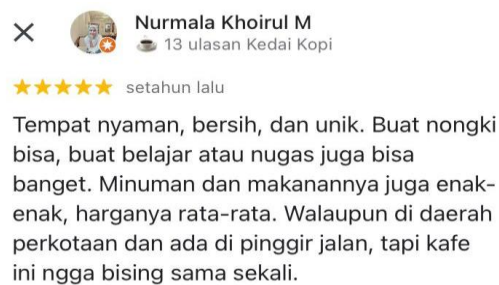 Nurmala Khoirul M
13 ulasan Kedai Kopi
setahun lalu
Tempat nyaman, bersih, dan unik. Buat nongki
bisa, buat belajar atau nugas juga bisa
banget. Minuman dan makanannya juga enak-
enak, harganya rata-rata. Walaupun di daerah
perkotaan dan ada di pinggir jalan, tapi kafe
ini ngga bising sama sekali.